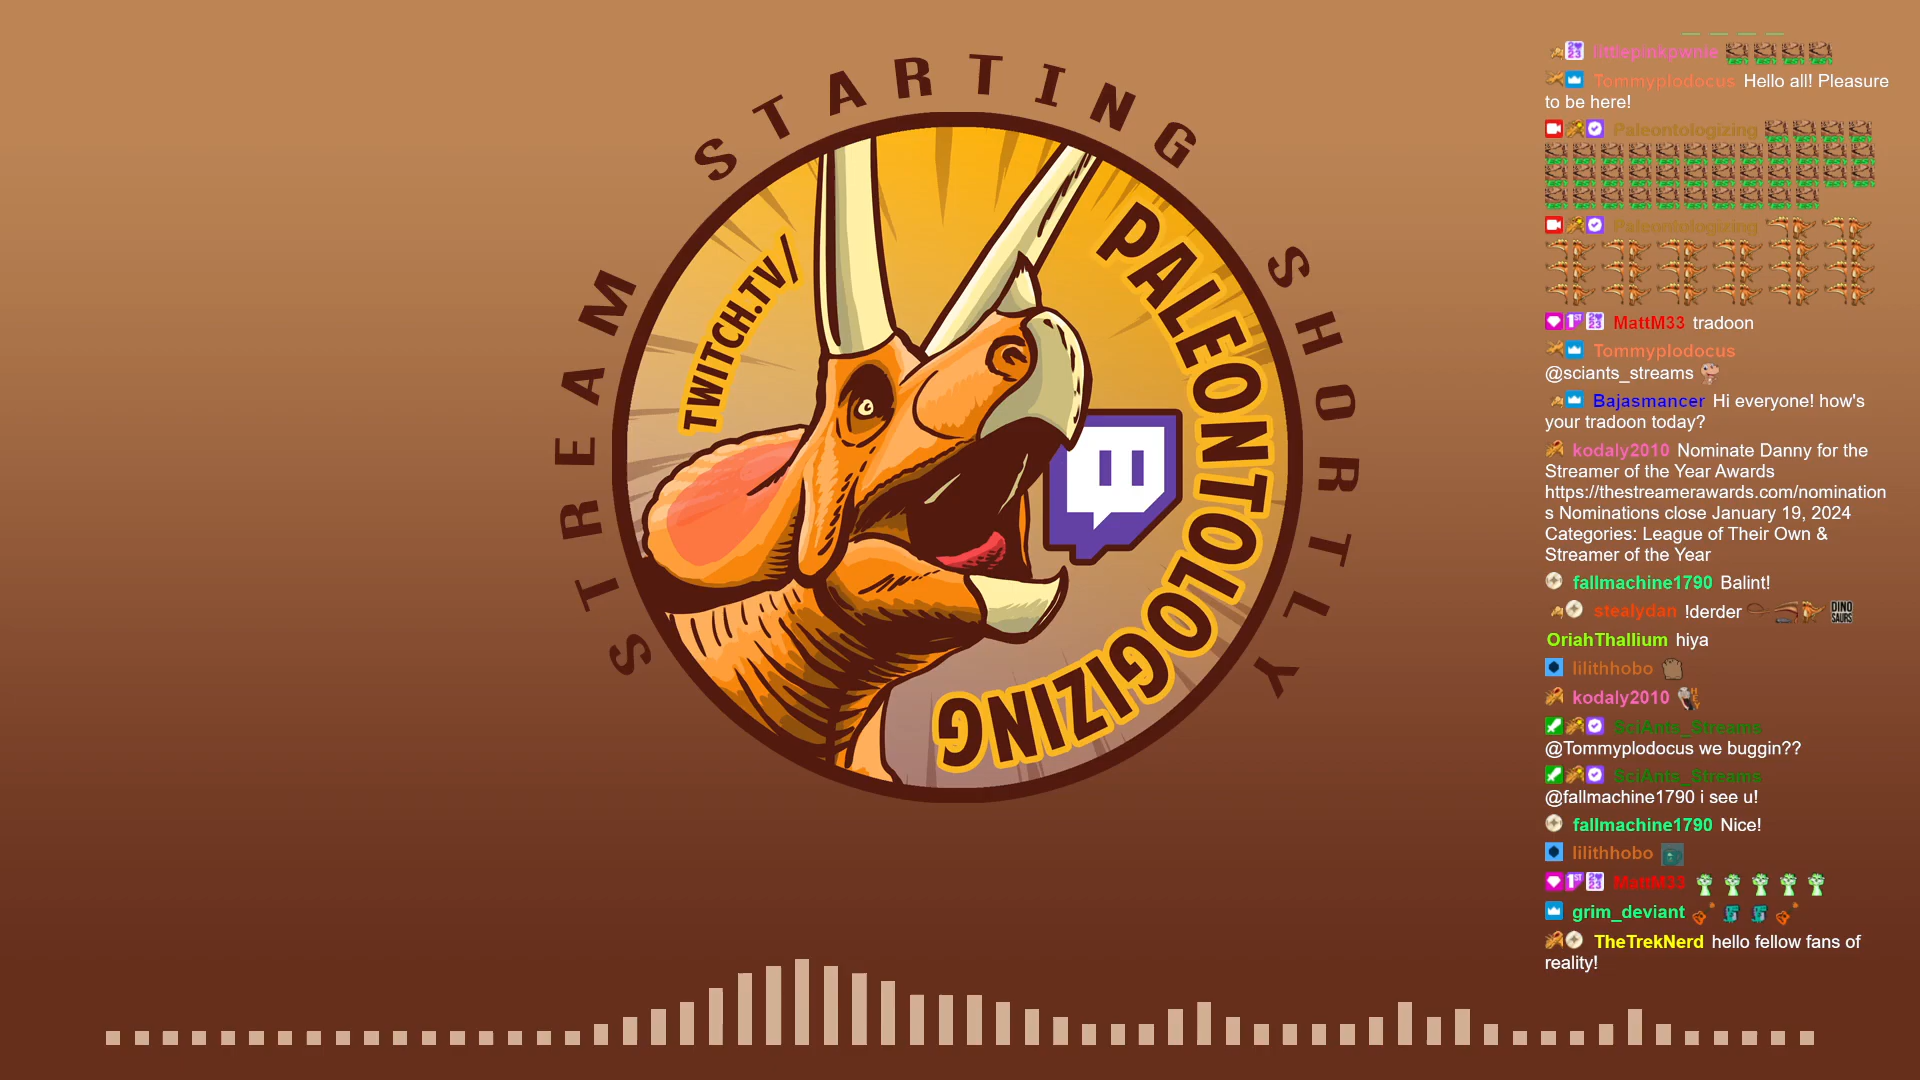 STREAM STARTING SHORTLY
TWITCH.TV/
PALEONTOLOGIZING
littlepinkpwnie
Tommyplodocus Hello all! Pleasure
to be here!
Paleontologizing
Paleontologizing
MattM33 tradoon
Tommyplodocus
@sciants_streams
Bajasmancer Hi everyone! how's
your tradoon today?
kodaly2010 Nominate Danny for the
Streamer of the Year Awards
https://thestreamerawards.com/nomination
s Nominations close January 19, 2024
Categories: League of Their Own &
Streamer of the Year
fallmachine1790 Balint!
stealydan !derder DINO SAURS
OriahThallium hiya
lilithhobo
kodaly2010
SciAnts_Streams
@Tommyplodocus we buggin??
SciAnts_Streams
@fallmachine1790 i see u!
fallmachine1790 Nice!
lilithhobo
MattM33
grim_deviant
TheTrekNerd hello fellow fans of
reality!